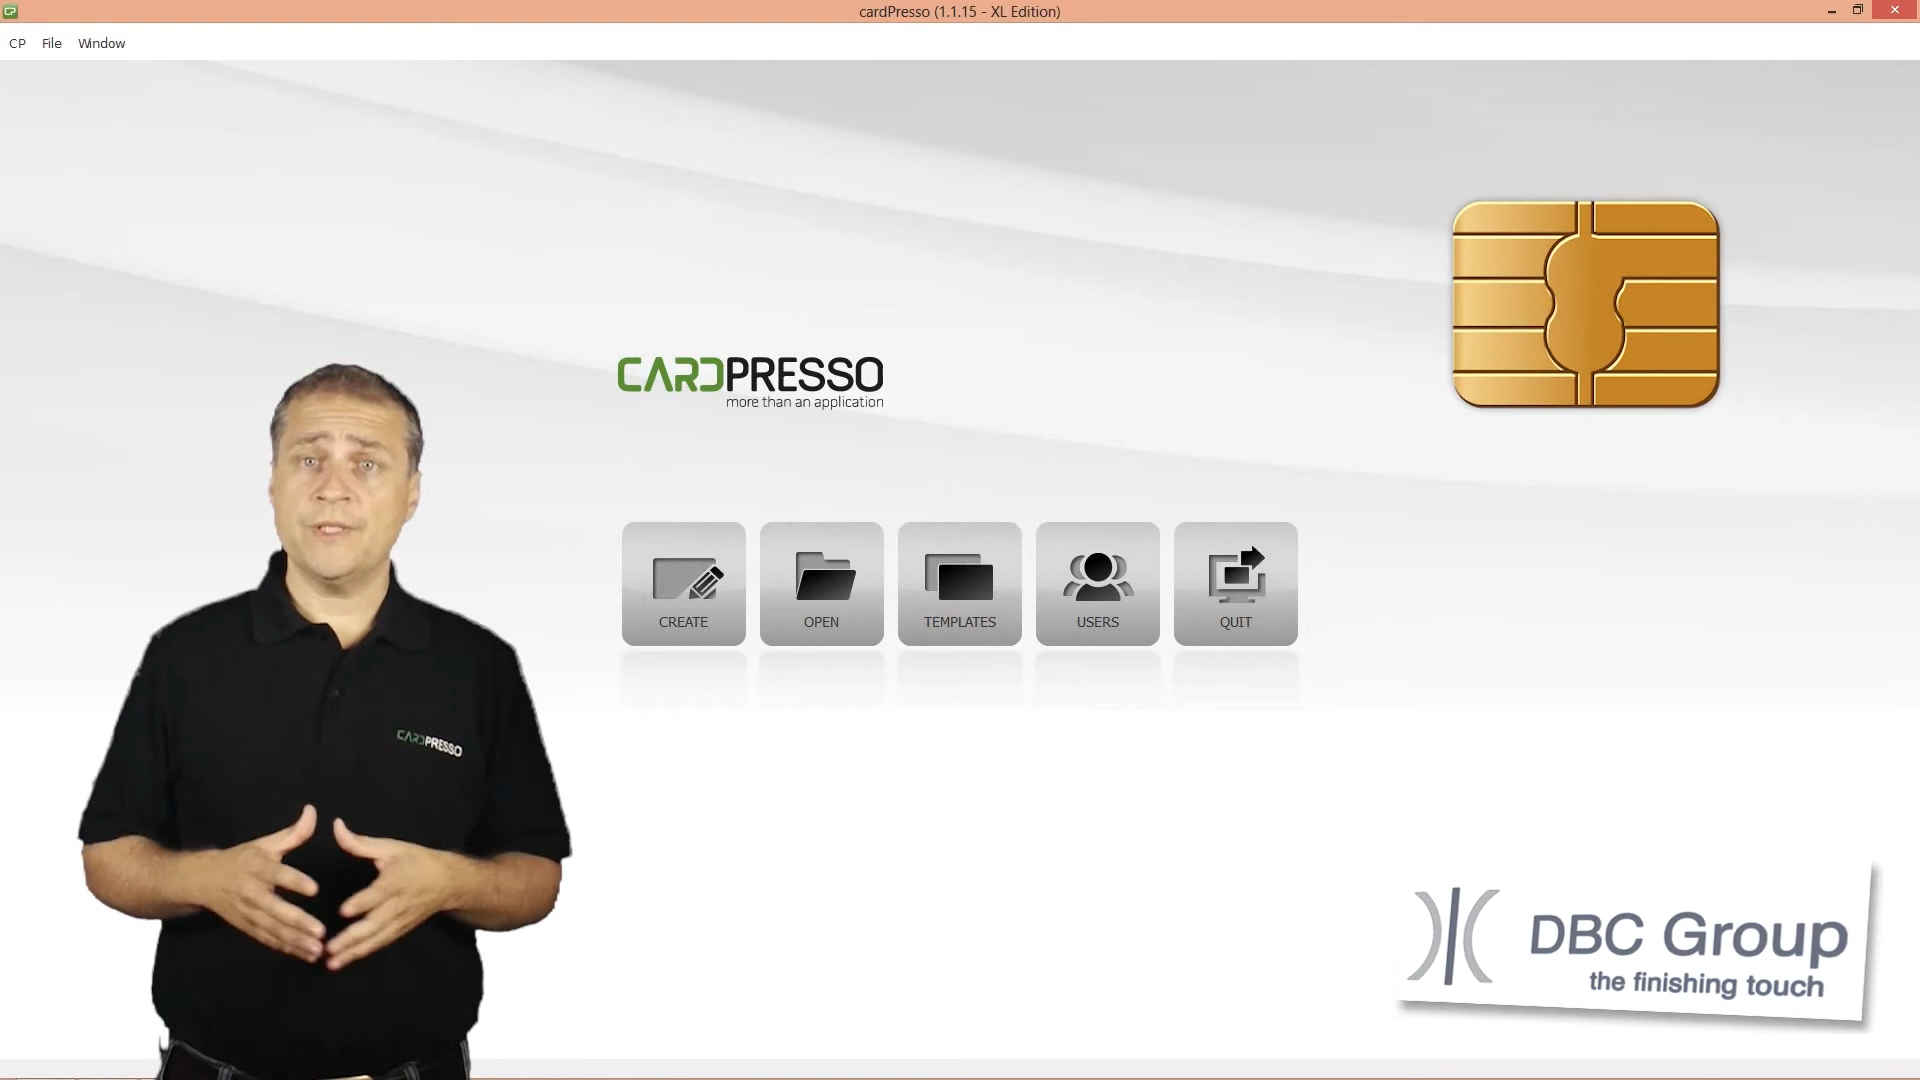 cardPresso (1.1.15 - XL Edition)
CP File Window
CARDPRESSO
more than an application
CREATE OPEN TEMPLATES USERS QUIT
CARDPRESSO
DBC Group
the finishing touch